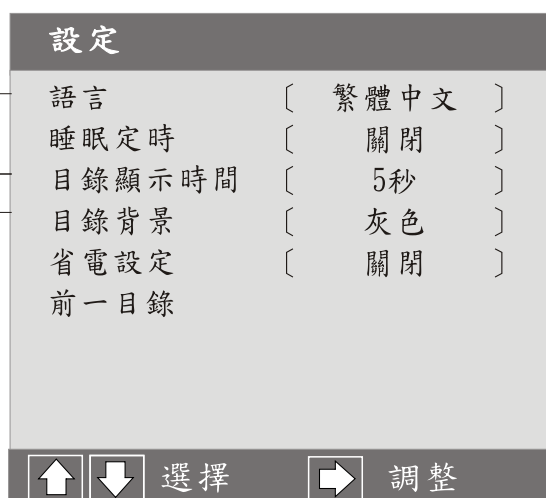 設定
語言 〔 繁體中文 〕
睡眠定時 〔 關閉 〕
目錄顯示時間 〔 5秒 〕
目錄背景 〔 灰色 〕
省電設定 〔 關閉 〕
前一目錄
選擇 調整